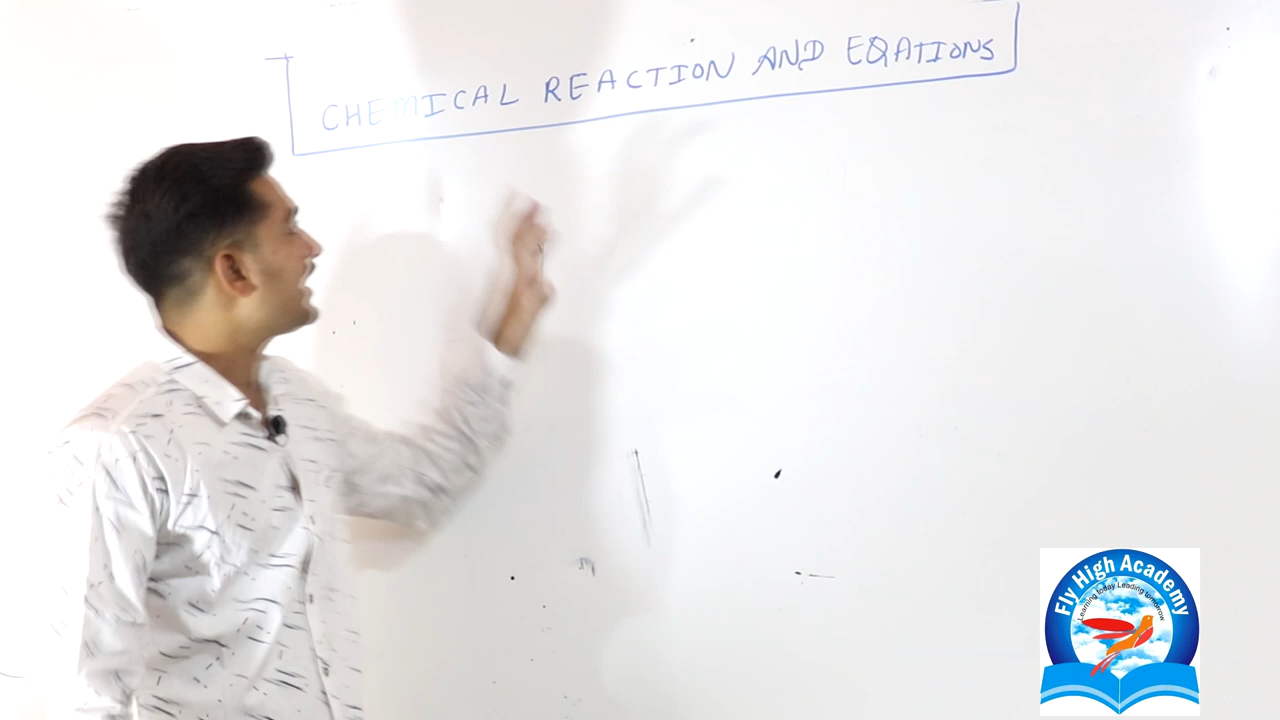 CHEMICAL REACTION AND EQATIONS
Fly High Academy
Learning today Leading tomorrow